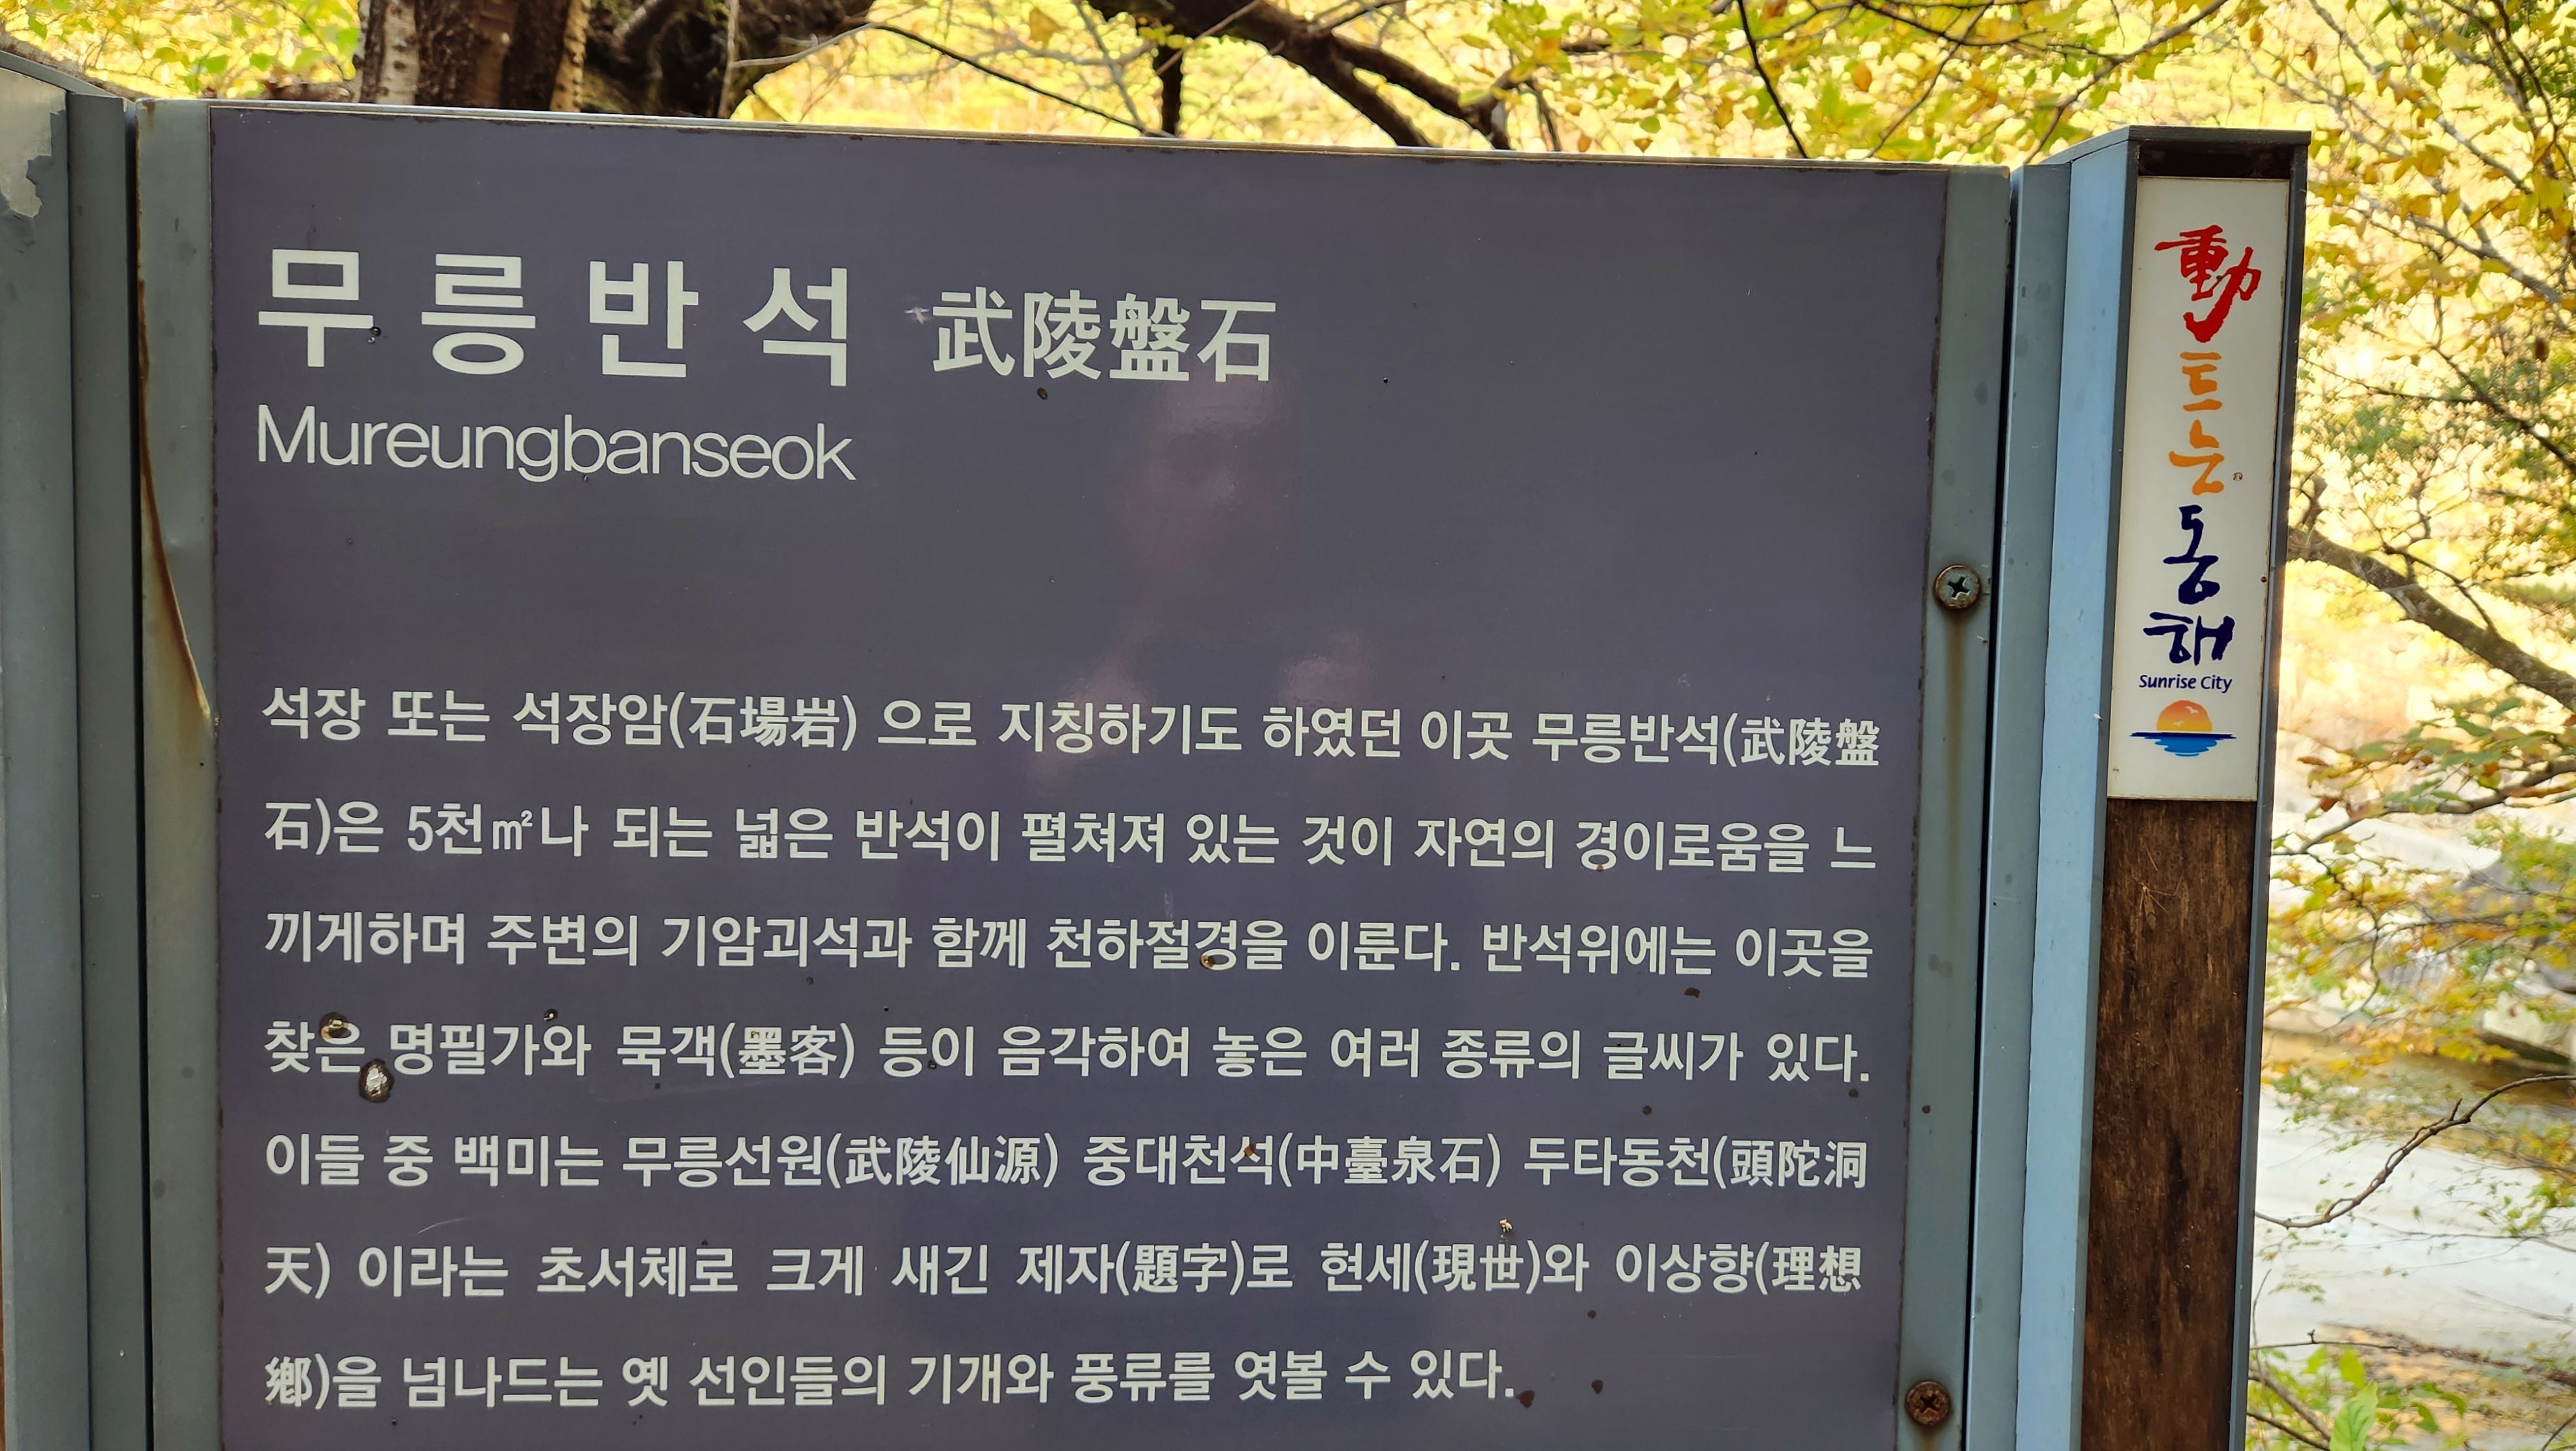 무릉반석 武陵盤石
Mureungbanseok
석장 또는 석장암(石場岩) 으로 지칭하기도 하였던 이곳 무릉반석(武陵盤
石)은 5천㎡나 되는 넓은 반석이 펼쳐져 있는 것이 자연의 경이로움을 느
끼게하며 주변의 기암괴석과 함께 천하절경을 이룬다. 반석위에는 이곳을
찾은 명필가와 묵객(墨客) 등이 음각하여 놓은 여러 종류의 글씨가 있다.
이들 중 백미는 무릉선원(武陵仙源) 중대천석(中臺泉石) 두타동천(頭陀洞
天) 이라는 초서체로 크게 새긴 제자(題字)로 현세(現世)와 이상향(理想
鄕)을 넘나드는 옛 선인들의 기개와 풍류를 엿볼 수 있다.
動
트
는
동
해
Sunrise City